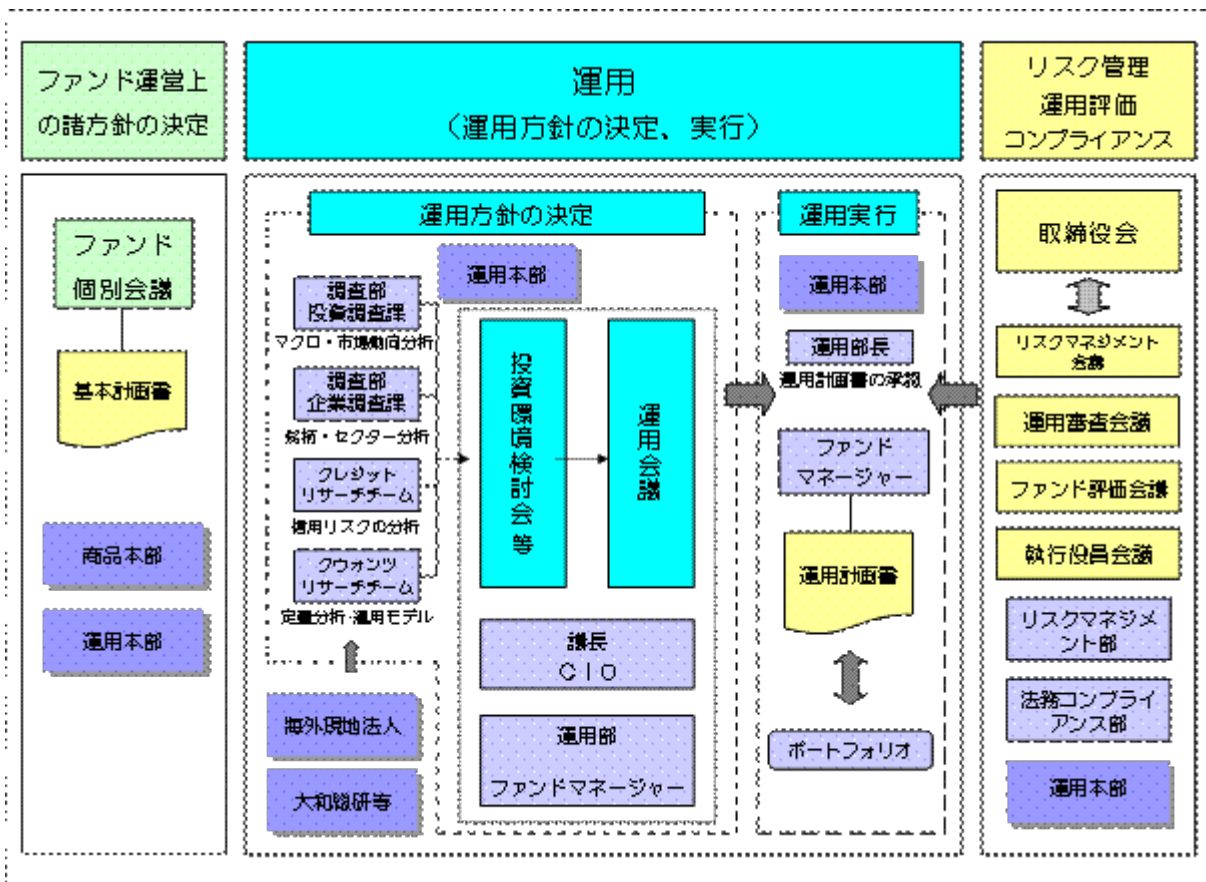 ファンド運営上
の諸方針の決定
運用
（運用方針の決定、実行）
リスク管理
運用評価
コンプライアンス
ファンド
個別会議
基本計画書
商品本部
運用本部
運用方針の決定
運用本部
調査部
投資調査課
マクロ・市場動向分析
調査部
企業調査課
銘柄・セクター分析
クレジット
リサーチチーム
信用リスクの分析
クウォンツ
リサーチチーム
定量分析・運用モデル
海外現地法人
大和総研等
投資環境検討会等
運用会議
議長
ＣＩＯ
運用部
ファンドマネージャー
運用実行
運用本部
運用部長
運用計画書の承認
ファンド
マネージャー
運用計画書
ポートフォリオ
取締役会
リスクマネジメント
会議
運用審査会議
ファンド評価会議
執行役員会議
リスクマネジメ
ント部
法務コンプライ
アンス部
運用本部